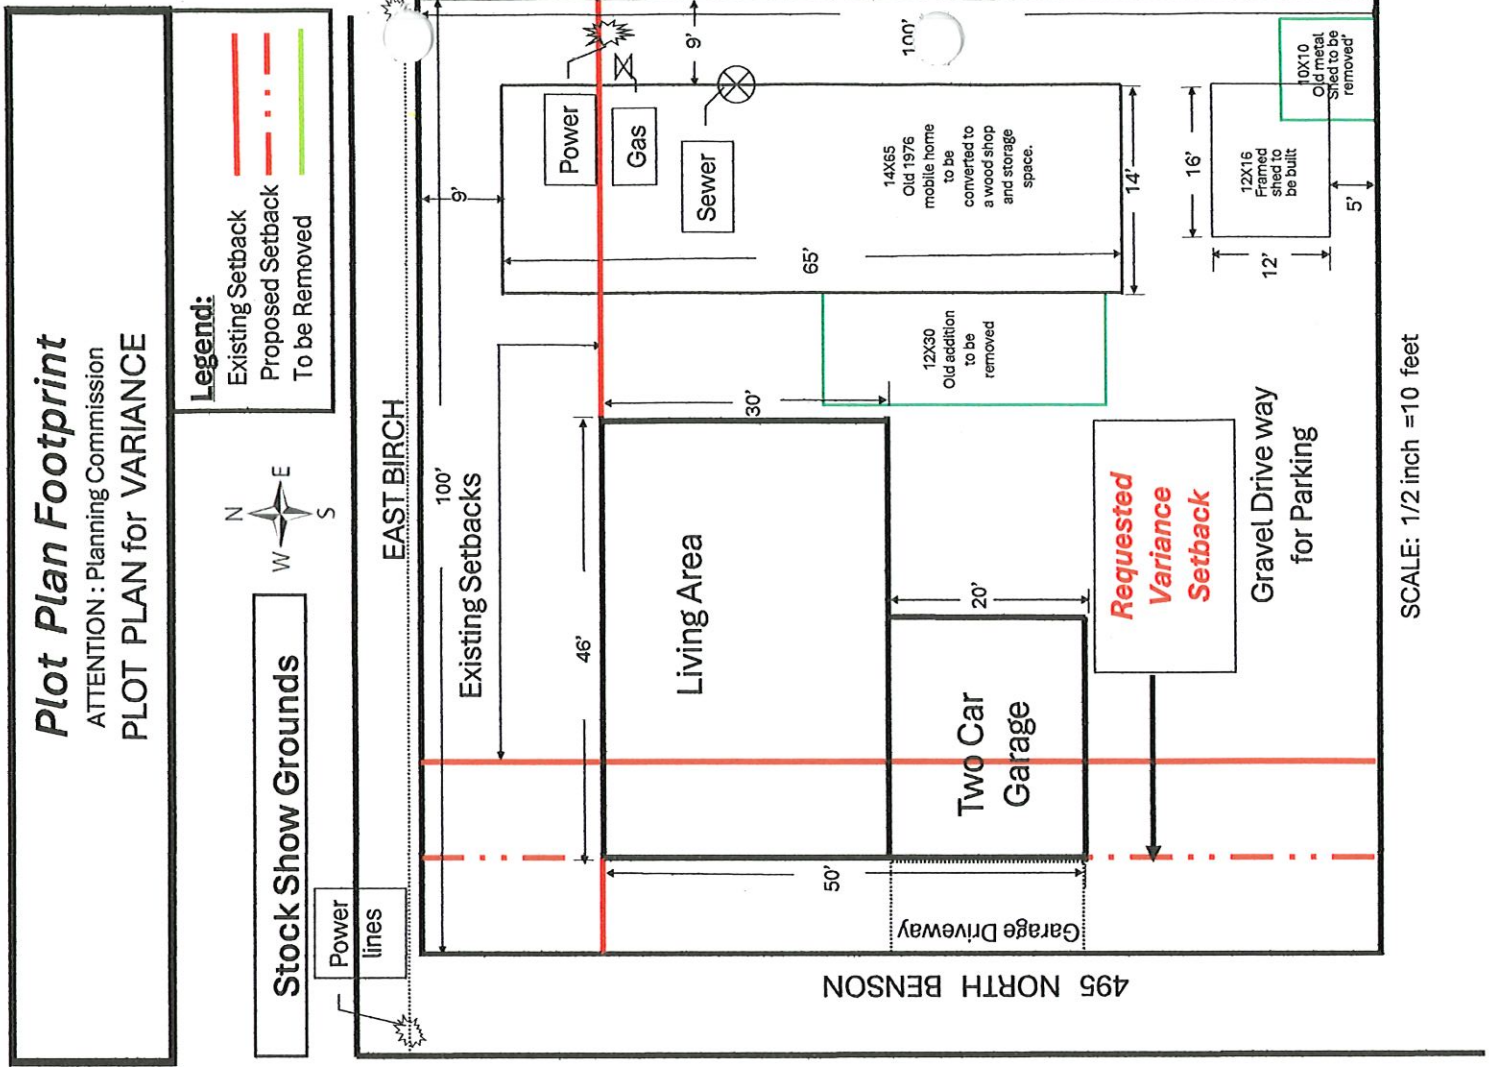 Plot Plan Footprint
ATTENTION : Planning Commission
PLOT PLAN for VARIANCE
Legend:
Existing Setback
Proposed Setback
To be Removed
N
W
E
S
Stock Show Grounds
Power
lines
EAST BIRCH
100'
Existing Setbacks
9'
9'
100'
Power
Gas
Sewer
14X65
Old 1976
mobile home
to be
converted to
a wood shop
and storage
space.
65'
14'
12X30
Old addition
to be
removed
10X10
Old metal
Shed to be
removed'
12X16
Framed
shed to
be built
16'
12'
5'
46'
30'
Living Area
20'
Two Car
Garage
50'
Garage Driveway
Requested
Variance
Setback
Gravel Drive way
for Parking
495 NORTH BENSON
SCALE: 1/2 inch =10 feet